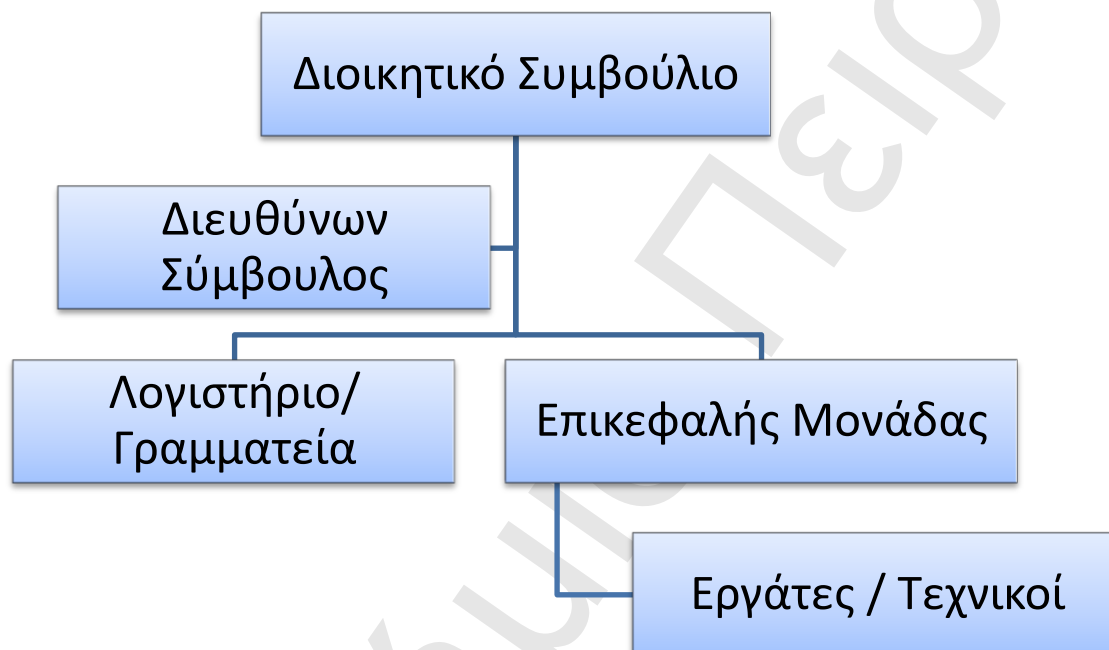 Διοικητικό Συμβούλιο
Διευθύνων
Σύμβουλος
Λογιστήριο/
Γραμματεία
Επικεφαλής Μονάδας
Εργάτες / Τεχνικοί